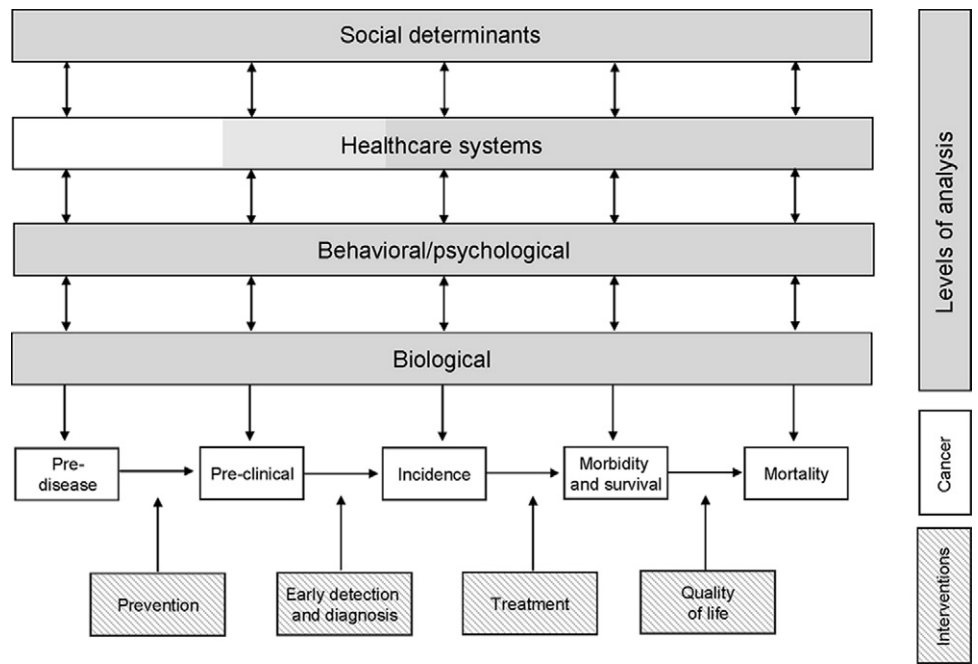 Social determinants
Healthcare systems
Behavioral/psychological
Biological
Pre-
disease
Pre-clinical
Incidence
Morbidity
and survival
Mortality
Prevention
Early detection
and diagnosis
Treatment
Quality
of life
Levels of analysis
Cancer
Interventions